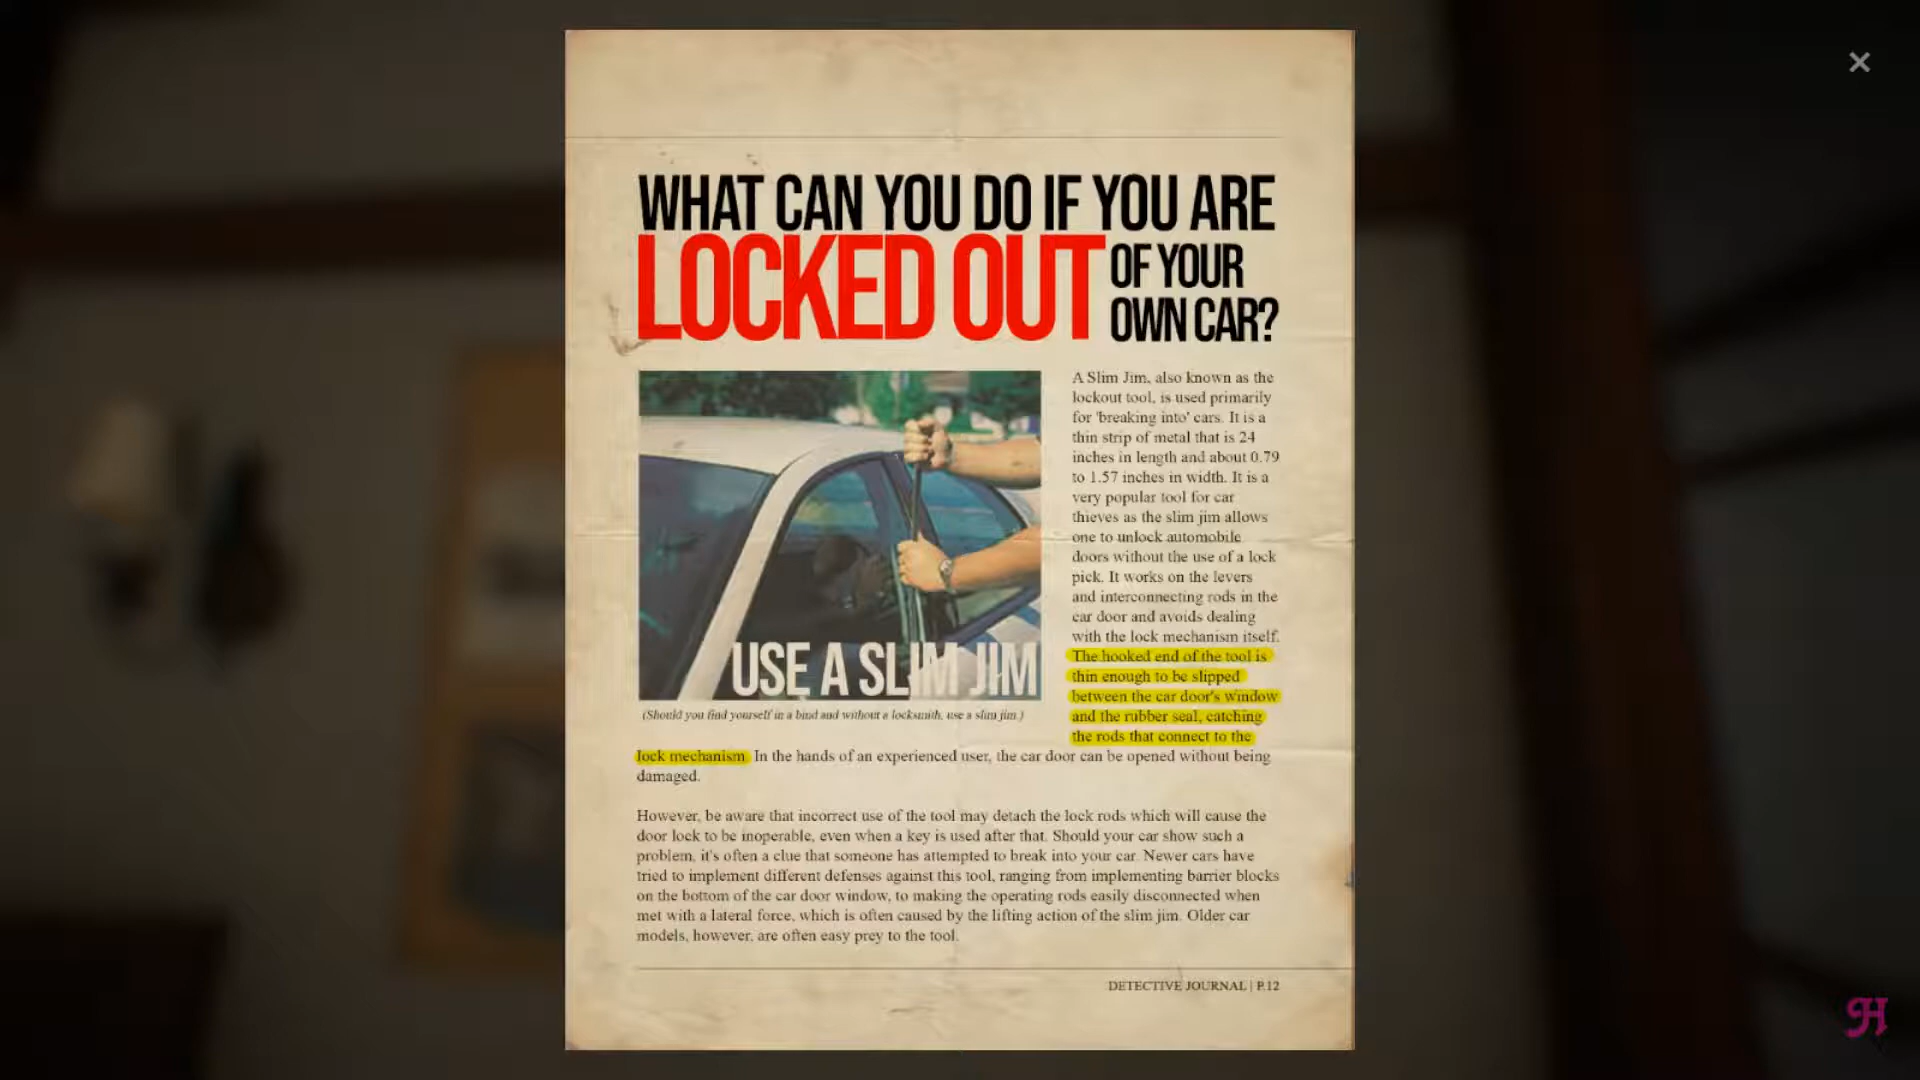 WHAT CAN YOU DO IF YOU ARE
LOCKED OUT
OF YOUR
OWN CAR?
USE A SLIM JIM
(Should you find yourself in a bind and without a locksmith, use a slim jim.)
A Slim Jim, also known as the
lockout tool, is used primarily
for 'breaking into' cars. It is a
thin strip of metal that is 24
inches in length and about 0.79
to 1.57 inches in width. It is a
very popular tool for car
thieves as the slim jim allows
one to unlock automobile
doors without the use of a lock
pick. It works on the levers
and interconnecting rods in the
car door and avoids dealing
with the lock mechanism itself.
The hooked end of the tool is
thin enough to be slipped
between the car door's window
and the rubber seal, catching
the rods that connect to the
lock mechanism. In the hands of an experienced user, the car door can be opened without being
damaged.
However, be aware that incorrect use of the tool may detach the lock rods which will cause the
door lock to be inoperable, even when a key is used after that. Should your car show such a
problem, it's often a clue that someone has attempted to break into your car. Newer cars have
tried to implement different defenses against this tool, ranging from implementing barrier blocks
on the bottom of the car door window, to making the operating rods easily disconnected when
met with a lateral force, which is often caused by the lifting action of the slim jim. Older car
models, however, are often easy prey to the tool.
DETECTIVE JOURNAL | P.12
H